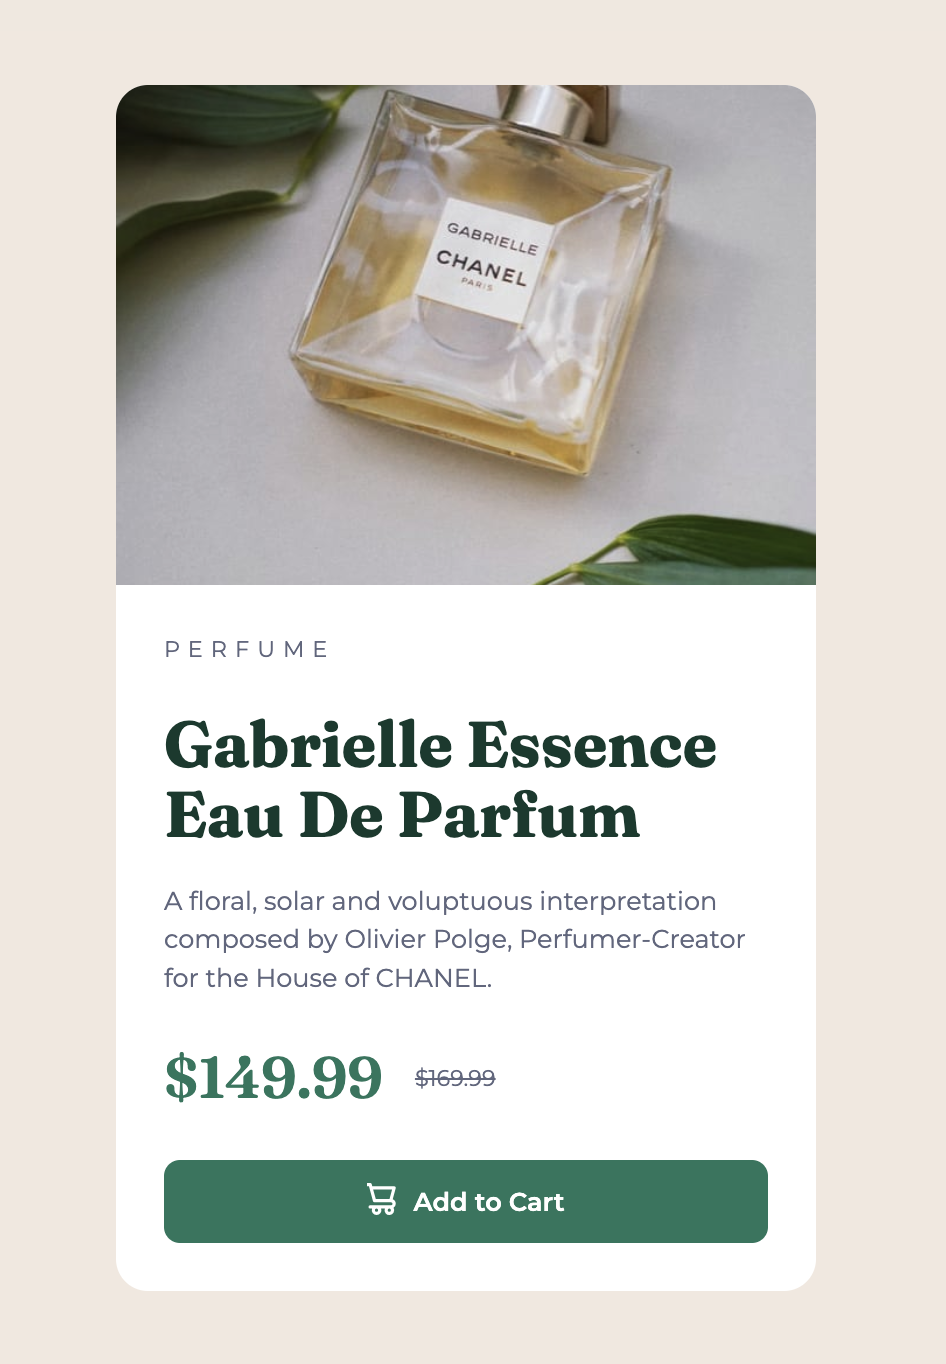 GABRIELLE
CHANEL
PARIS
PERFUME
Gabrielle Essence
Eau De Parfum
A floral, solar and voluptuous interpretation
composed by Olivier Polge, Perfumer-Creator
for the House of CHANEL.
$149.99 $169.99
Add to Cart